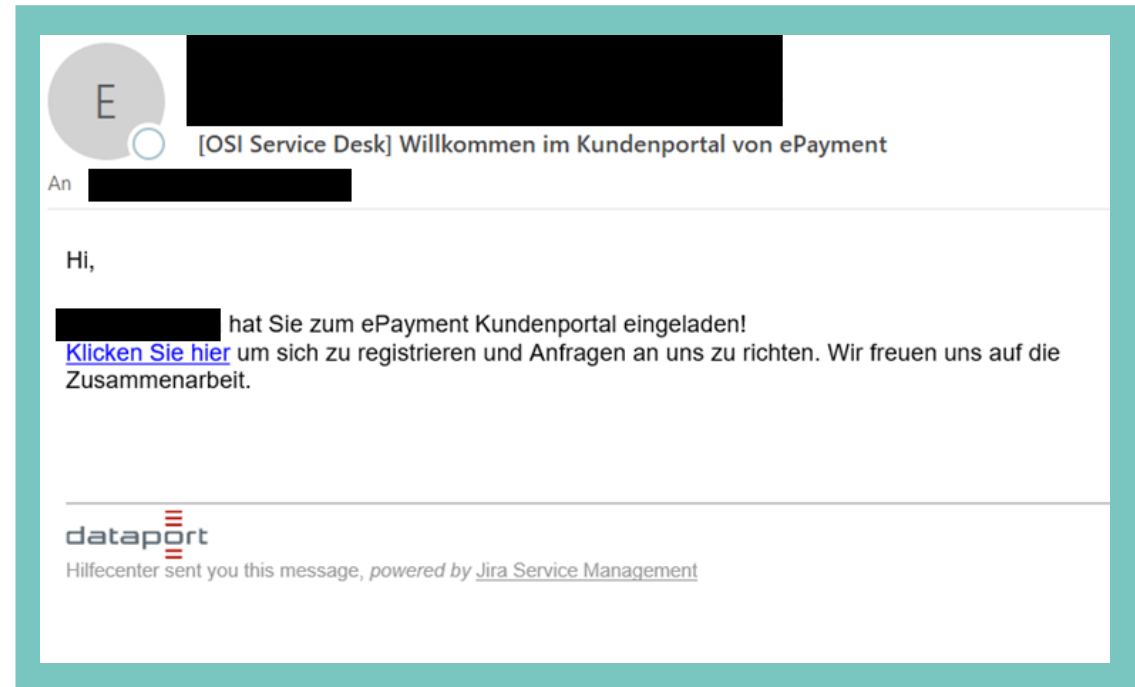 E
[OSI Service Desk] Willkommen im Kundenportal von ePayment
An
Hi,
hat Sie zum ePayment Kundenportal eingeladen!
Klicken Sie hier um sich zu registrieren und Anfragen an uns zu richten. Wir freuen uns auf die
Zusammenarbeit.
dataport
Hilfecenter sent you this message, powered by Jira Service Management